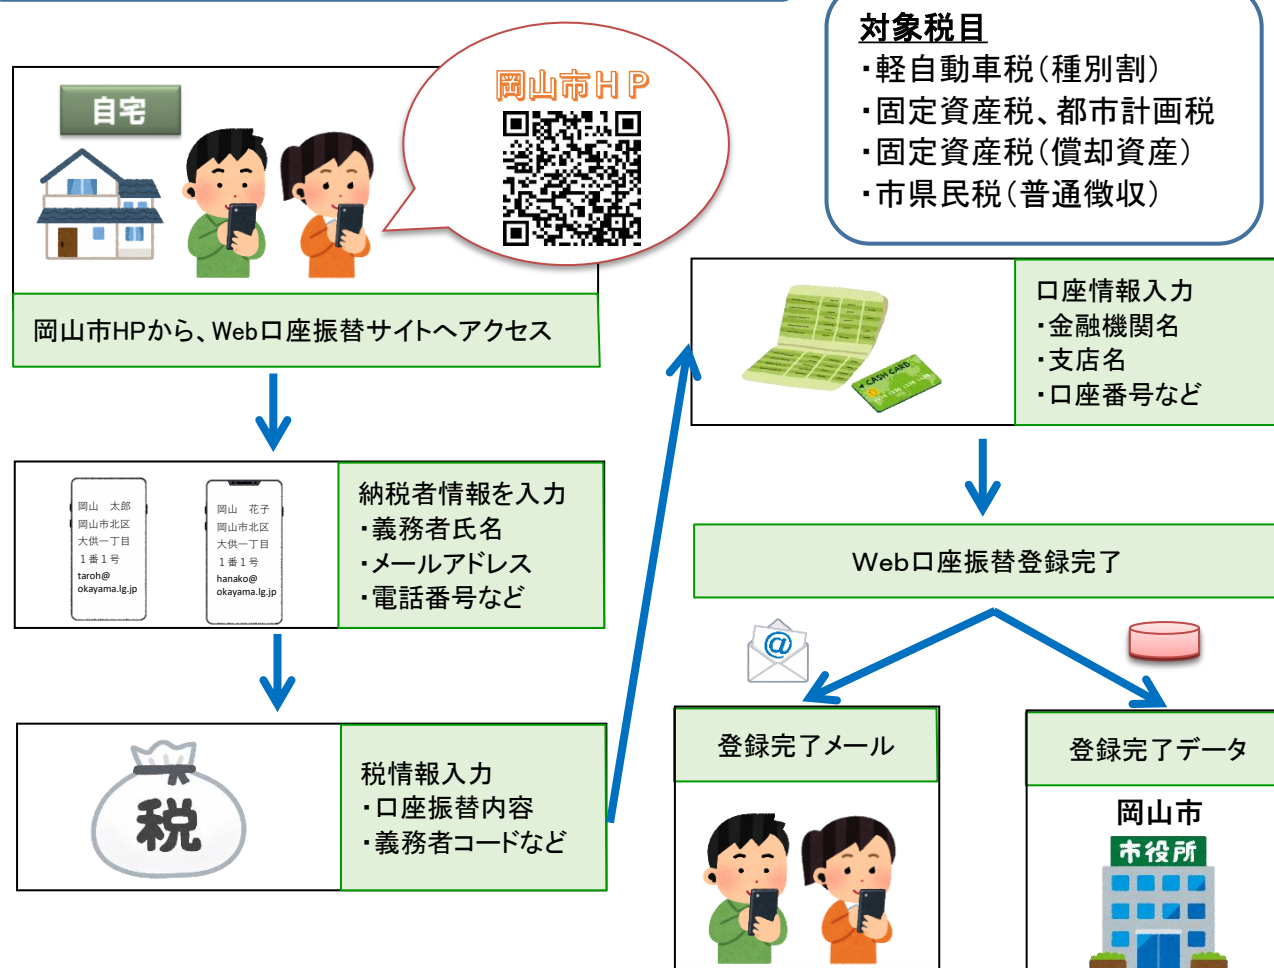 対象税目
・軽自動車税(種別割)
・固定資産税、都市計画税
・固定資産税(償却資産)
・市県民税(普通徴収)
岡山市HP
自宅
岡山市HPから、Web口座振替サイトへアクセス
岡山 太郎
岡山市北区
大供一丁目
1番1号
taroh@
okayama.lg.jp
岡山 花子
岡山市北区
大供一丁目
1番1号
hanako@
okayama.lg.jp
納税者情報を入力
・義務者氏名
・メールアドレス
・電話番号など
税
税情報入力
・口座振替内容
・義務者コードなど
CASH CARD
口座情報入力
・金融機関名
・支店名
・口座番号など
Web口座振替登録完了
@
登録完了メール
登録完了データ
岡山市
市役所